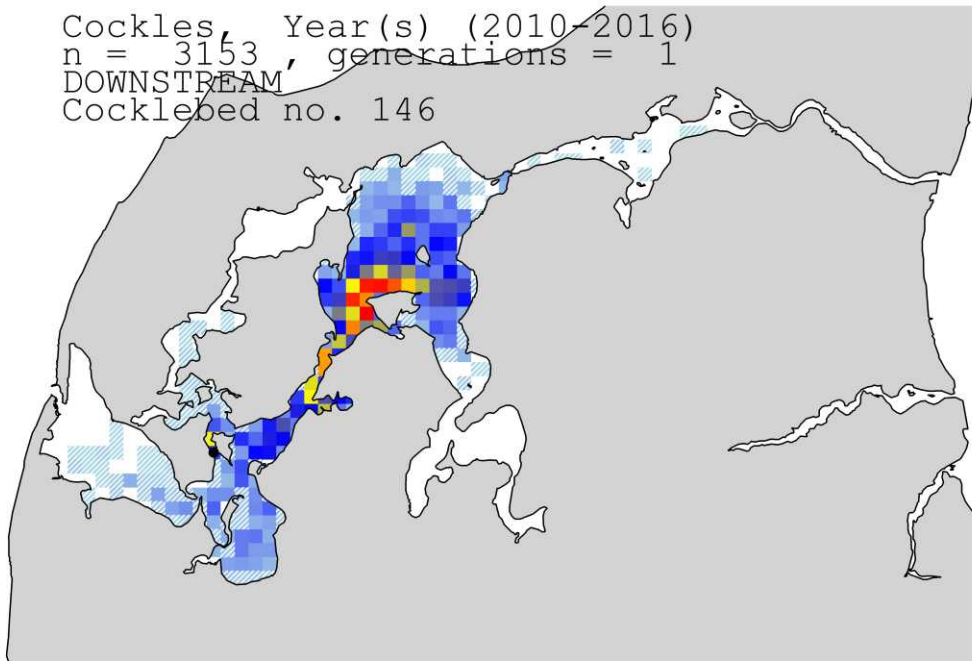 Cockles, Year(s) (2010-2016)
n = 3153 , generations = 1
DOWNSTREAM
Cocklebed no. 146